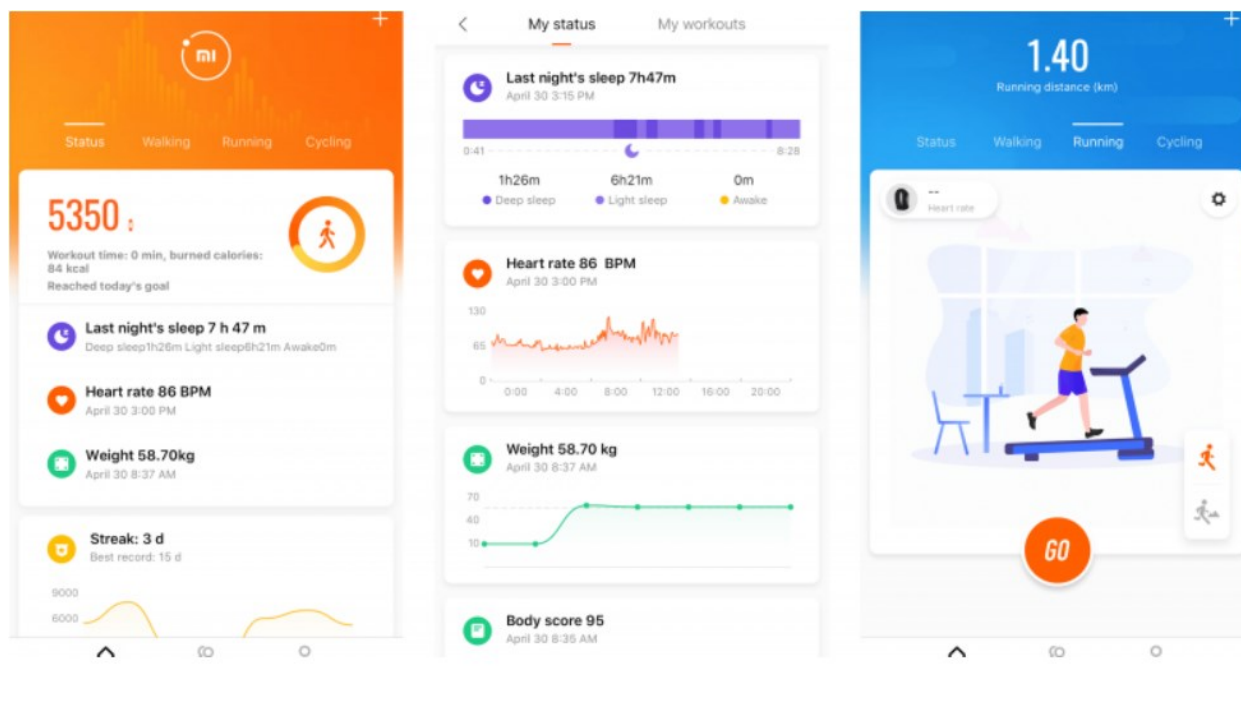 mi
Status Walking Running Cycling
5350
Workout time: 0 min, burned calories:
84 kcal
Reached today's goal
Last night's sleep 7 h 47 m
Deep sleep1h26m Light sleep6h21m Awake0m
Heart rate 86 BPM
April 30 3:00 PM
Weight 58.70kg
April 30 8:37 AM
Streak: 3 d
Best record: 15 d
9000
6000
My status My workouts
Last night's sleep 7h47m
April 30 3:15 PM
0:41 8:28
1h26m 6h21m 0m
Deep sleep Light sleep Awake
Heart rate 86 BPM
April 30 3:00 PM
130
65
0
0:00 4:00 8:00 12:00 16:00 20:00
Weight 58.70 kg
April 30 8:37 AM
70
40
10
Body score 95
April 30 8:35 AM
1.40
Running distance (km)
Status Walking Running Cycling
--
Heart rate
GO